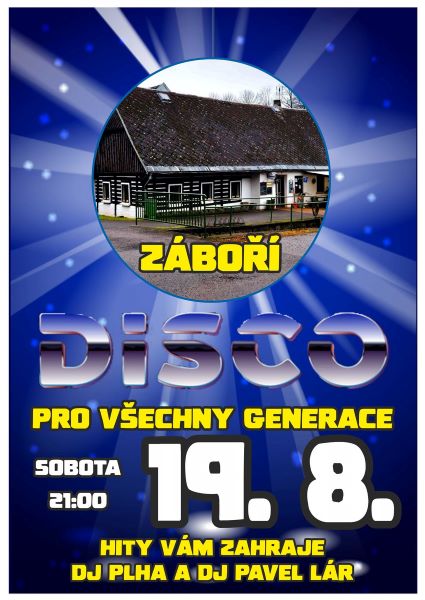 ZÁBOŘÍ
DiSCO
PRO VŠECHNY GENERACE
SOBOTA
21:00
19. 8.
HITY VÁM ZAHRAJE
DJ PLHA A DJ PAVEL LÁR